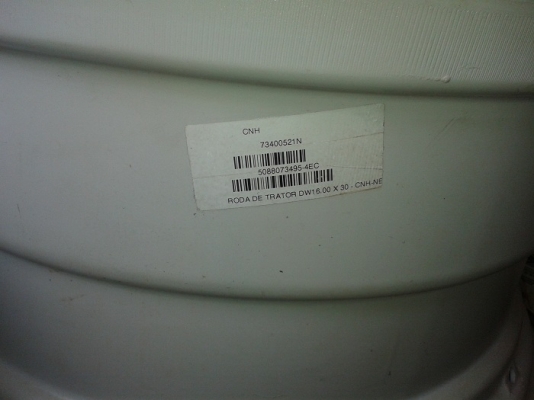 CNH
73400521N
5088073495-4EC
RODA DE TRATOR DW16.00 X 30 - CNH-NE